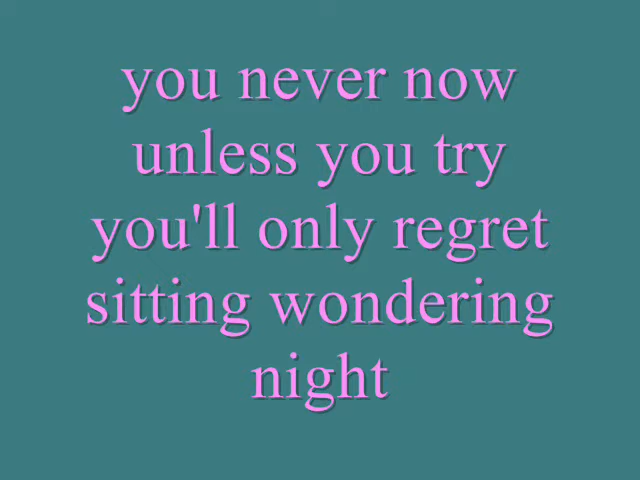 you never now
unless you try
you'll only regret
sitting wondering
night